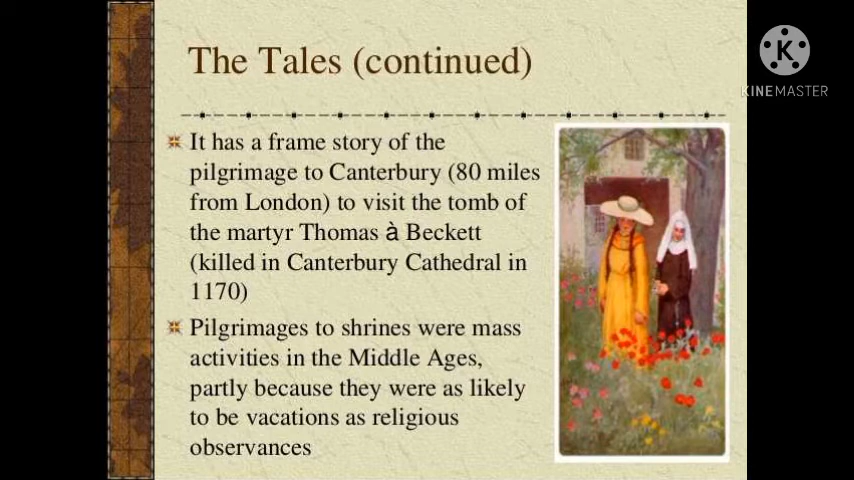 The Tales (continued)
K
KINEMASTER
It has a frame story of the
pilgrimage to Canterbury (80 miles
from London) to visit the tomb of
the martyr Thomas à Beckett
(killed in Canterbury Cathedral in
1170)
Pilgrimages to shrines were mass
activities in the Middle Ages,
partly because they were as likely
to be vacations as religious
observances